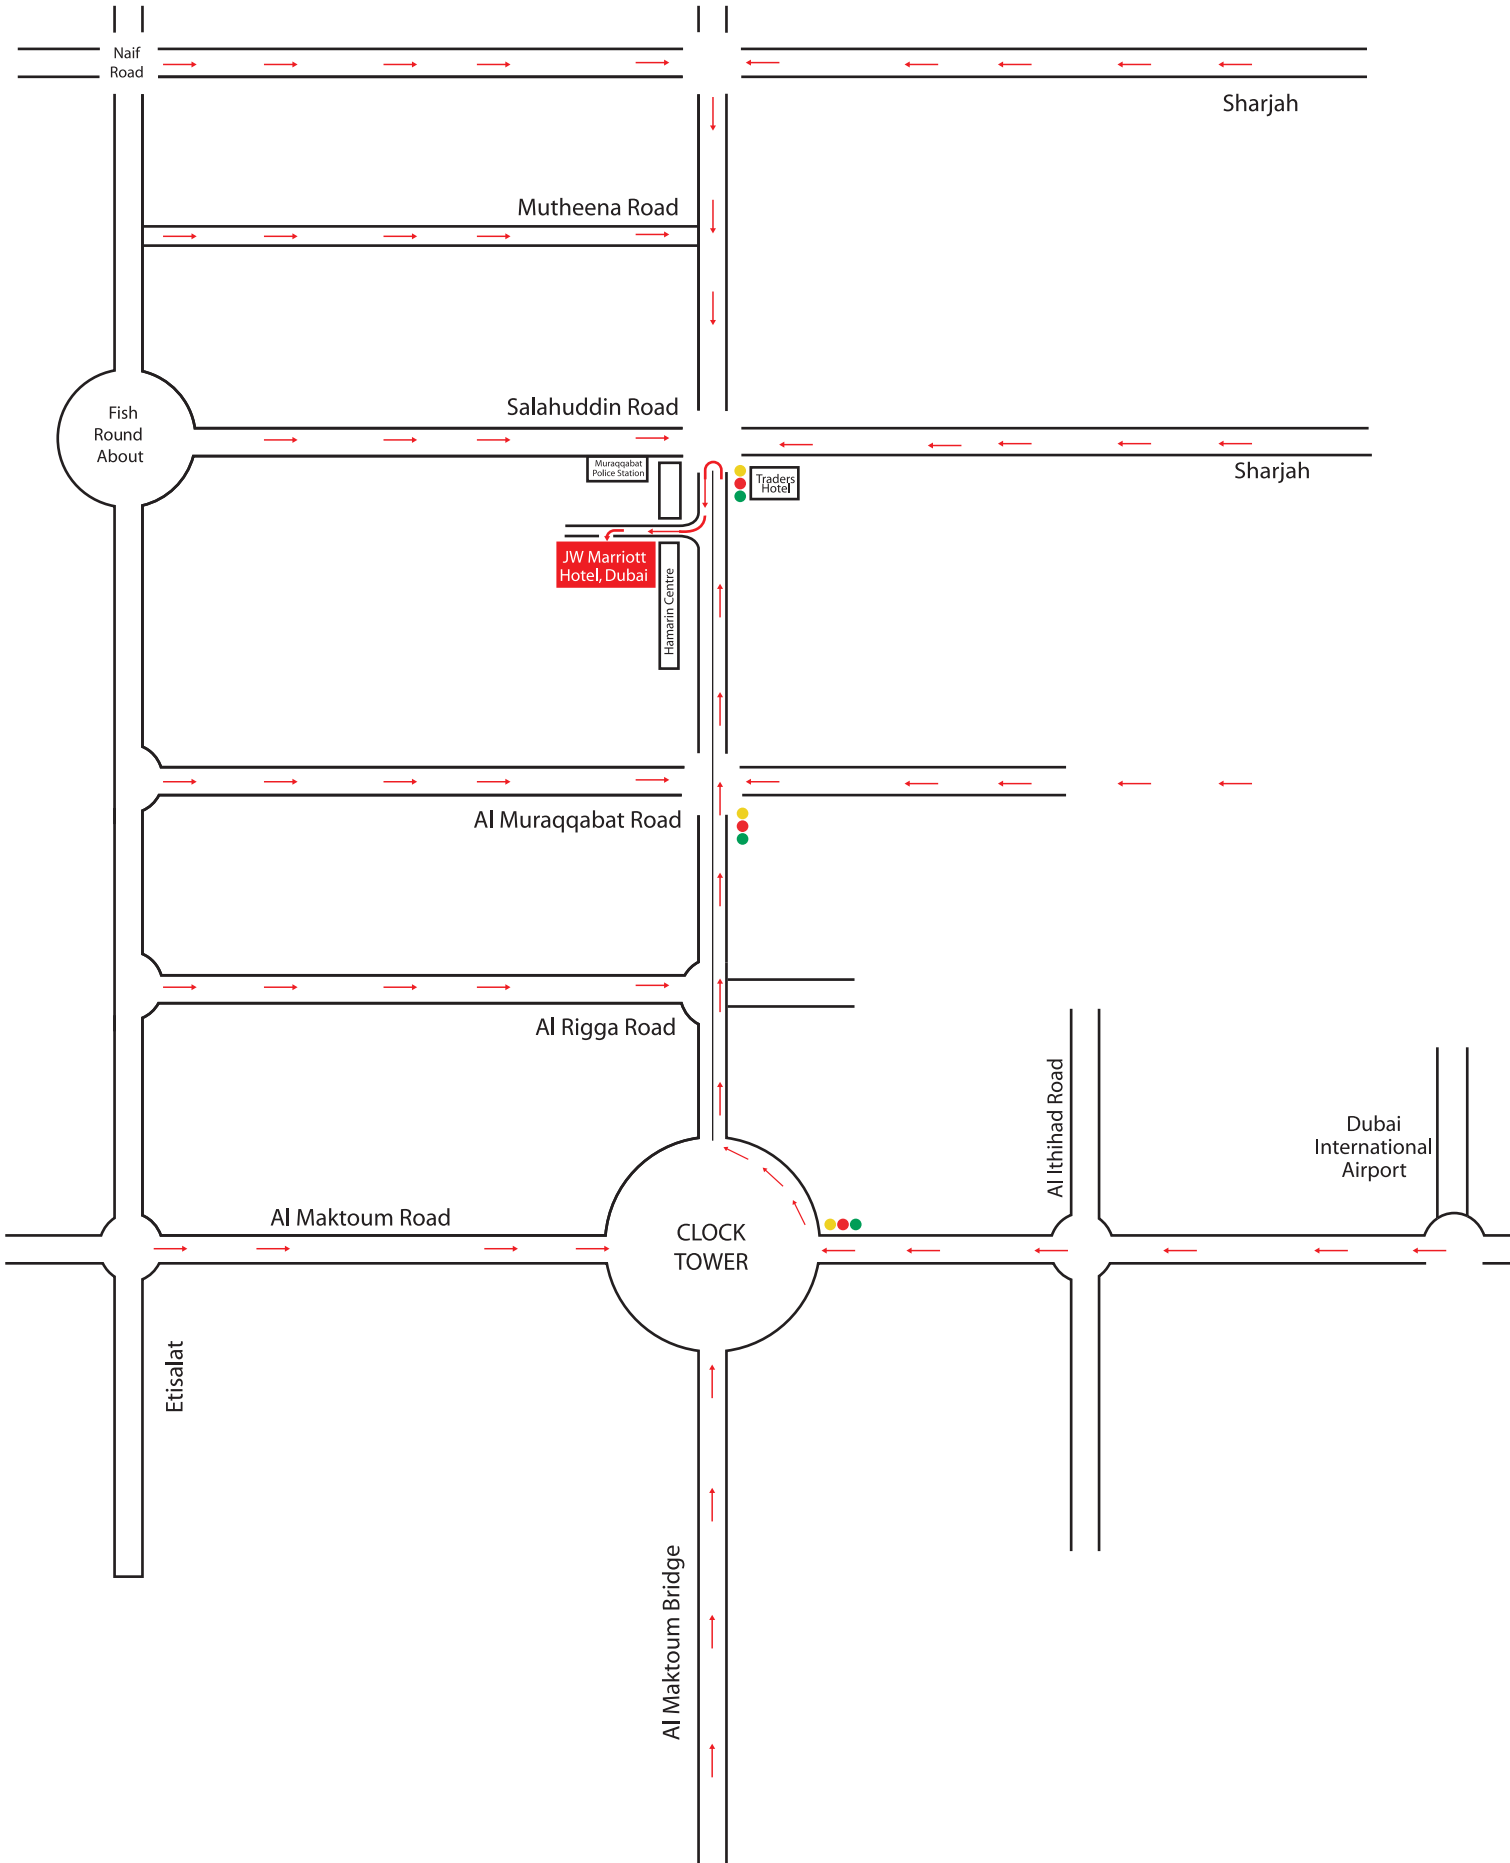 Naif
Road
Sharjah
Mutheena Road
Salahuddin Road
Fish
Round
About
Sharjah
Muraqqabat
Police Station
Traders
Hotel
JW Marriott
Hotel, Dubai
Hamarin Centre
Al Muraqqabat Road
Al Rigga Road
Al Ithihad Road
Dubai
International
Airport
Al Maktoum Road
CLOCK
TOWER
Etisalat
Al Maktoum Bridge